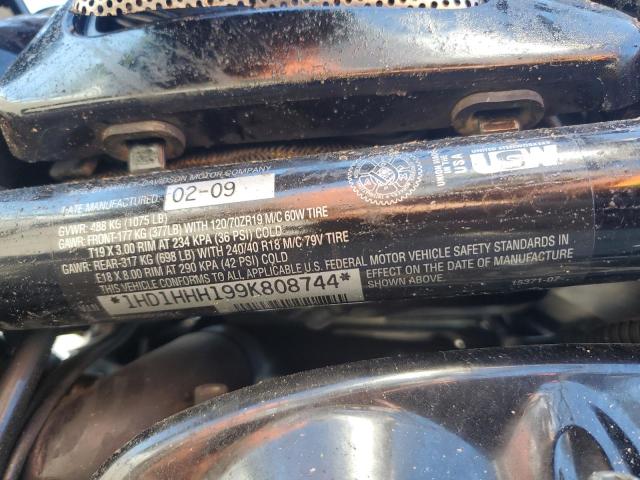 DAVIDSON MOTOR COMPANY
DATE MANUFACTURED: 02-09
GVWR: 488 KG (1075 LB)
GAWR: FRONT-177 KG (377LB) WITH 120/70ZR19 M/C 60W TIRE
T19 X 3.00 RIM AT 234 KPA (36 PSI) COLD
GAWR: REAR-317 KG (698 LB) WITH 240/40 R18 M/C 79V TIRE
T18 X 8.00 RIM AT 290 KPA (42 PSI) COLD
THIS VEHICLE CONFORMS TO ALL APPLICABLE U.S. FEDERAL MOTOR VEHICLE SAFETY STANDARDS IN
EFFECT ON THE DATE OF MANUFACTURE
SHOWN ABOVE.
*1HD1HHH199K808744*
15371-07
USA